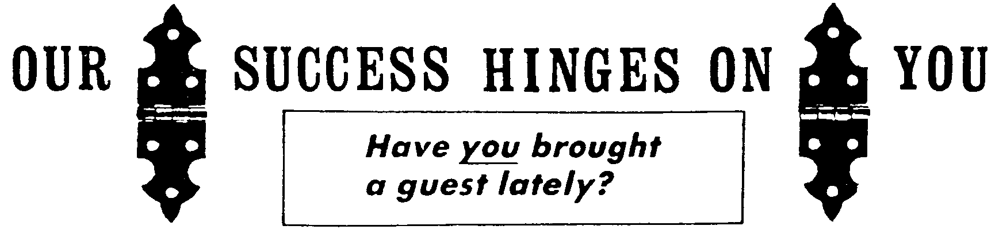 OUR SUCCESS HINGES ON YOU
Have you brought
a guest lately?